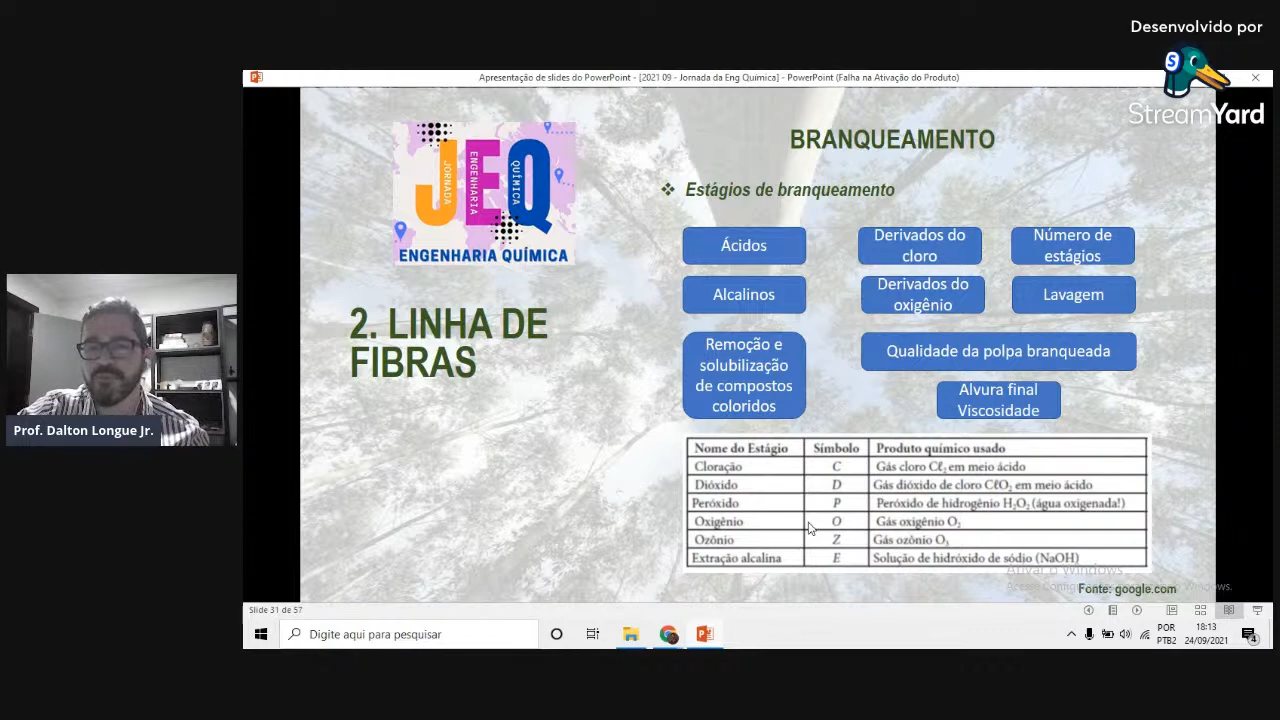 Desenvolvido por
StreamYard
Apresentação de slides do PowerPoint - [2021 09 - Jornada da Eng Química] - PowerPoint (Falha na Ativação do Produto)
JEQ
JORNADA
ENGENHARIA
QUÍMICA
ENGENHARIA QUÍMICA
2. LINHA DE
FIBRAS
BRANQUEAMENTO
❖ Estágios de branqueamento
Ácidos
Derivados do
cloro
Número de
estágios
Alcalinos
Derivados do
oxigênio
Lavagem
Remoção e
solubilização
de compostos
coloridos
Qualidade da polpa branqueada
Alvura final
Viscosidade
Nome do Estágio Símbolo Produto químico usado
Cloração C Gás cloro Cℓ₂ em meio ácido
Dióxido D Gás dióxido de cloro CℓO₂ em meio ácido
Peróxido P Peróxido de hidrogênio H₂O₂ (água oxigenada!)
Oxigênio O Gás oxigênio O₂
Ozônio Z Gás ozônio O₃
Extração alcalina E Solução de hidróxido de sódio (NaOH)
Ativar o Windows
Fonte: google.com
Prof. Dalton Longue Jr.
Slide 31 de 57
Digite aqui para pesquisar
POR
PTB2
18:13
24/09/2021
4